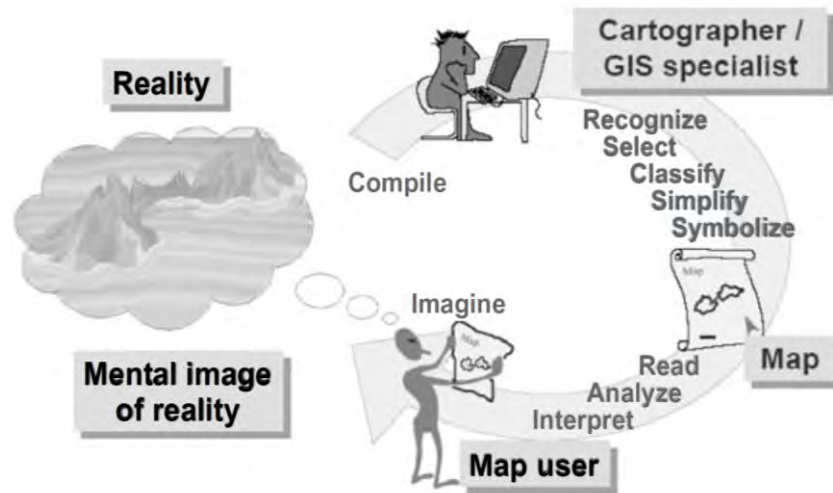 Cartographer /
GIS specialist
Reality
Recognize
Select
Classify
Simplify
Symbolize
Compile
Map
Imagine
Map
Map
Read
Analyze
Interpret
Mental image
of reality
Map user